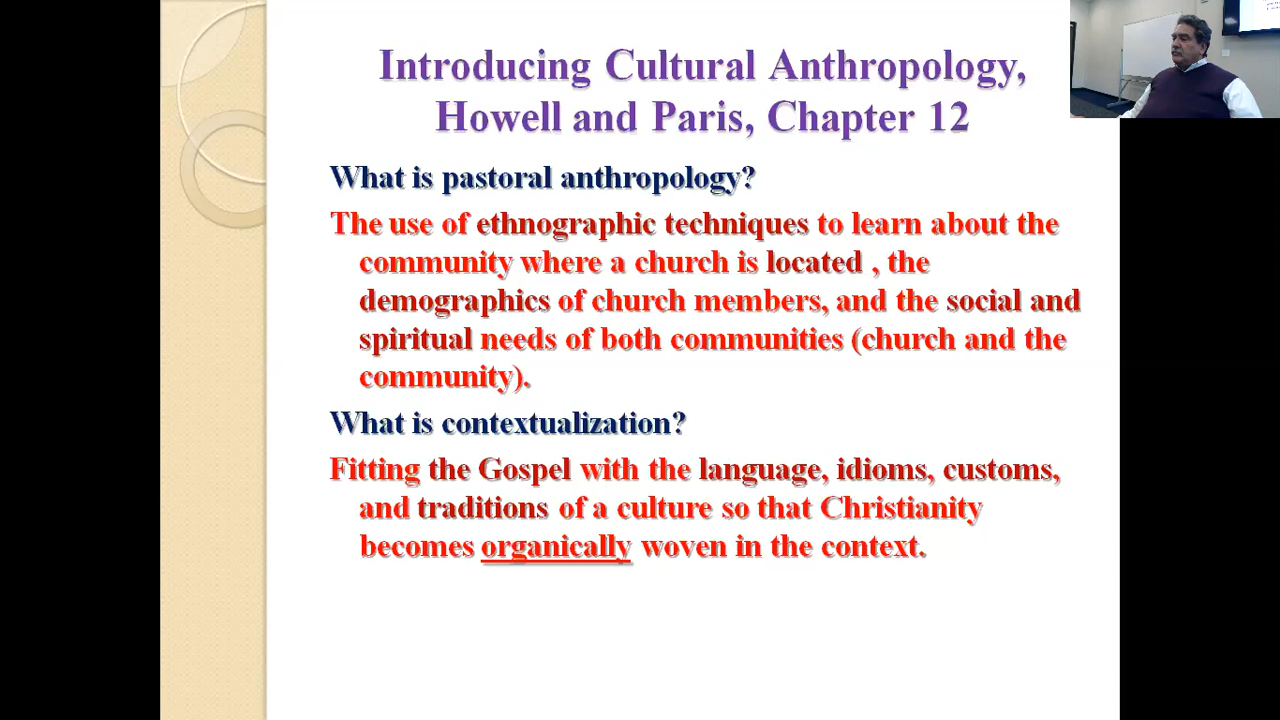 Introducing Cultural Anthropology,
Howell and Paris, Chapter 12
What is pastoral anthropology?
The use of ethnographic techniques to learn about the
community where a church is located , the
demographics of church members, and the social and
spiritual needs of both communities (church and the
community).
What is contextualization?
Fitting the Gospel with the language, idioms, customs,
and traditions of a culture so that Christianity
becomes organically woven in the context.